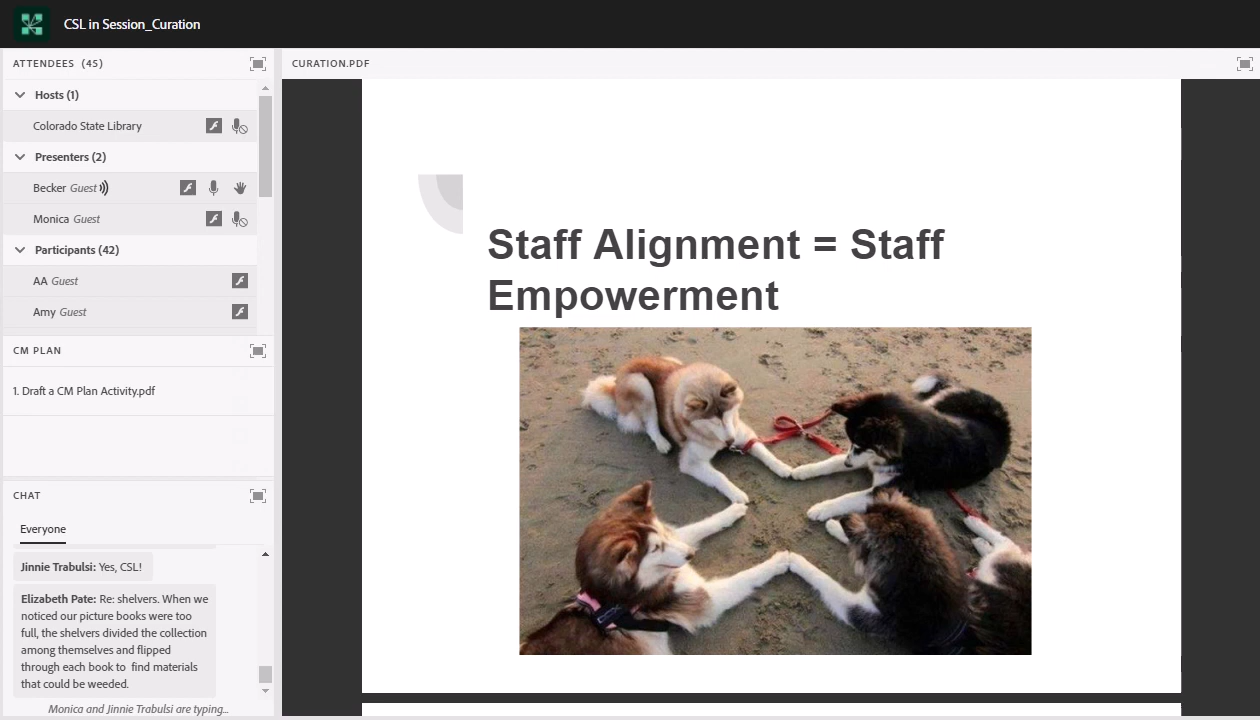 CSL in Session_Curation
ATTENDEES (45)
Hosts (1)
Colorado State Library
Presenters (2)
Becker Guest
Monica Guest
Participants (42)
AA Guest
Amy Guest
CM PLAN
1. Draft a CM Plan Activity.pdf
CHAT
Everyone
Jinnie Trabulsi: Yes, CSL!
Elizabeth Pate: Re: shelvers. When we
noticed our picture books were too
full, the shelvers divided the collection
among themselves and flipped
through each book to find materials
that could be weeded.
Monica and Jinnie Trabulsi are typing...
CURATION.PDF
Staff Alignment = Staff
Empowerment